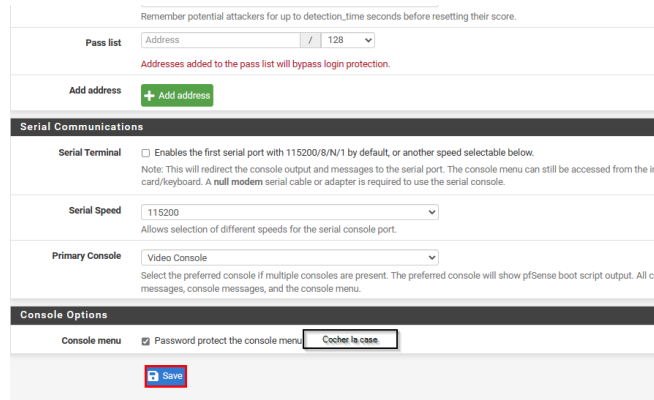 Remember potential attackers for up to detection_time seconds before resetting their score.
Pass list
Address / 128
Addresses added to the pass list will bypass login protection.
Add address
Add address
Serial Communications
Serial Terminal
Enables the first serial port with 115200/8/N/1 by default, or another speed selectable below.
Note: This will redirect the console output and messages to the serial port. The console menu can still be accessed from the
card/keyboard. A null modem serial cable or adapter is required to use the serial console.
Serial Speed
115200
Allows selection of different speeds for the serial console port.
Primary Console
Video Console
Select the preferred console if multiple consoles are present. The preferred console will show pfSense boot script output. All
messages, console messages, and the console menu.
Console Options
Console menu
Password protect the console menu
Cocher la case
Save